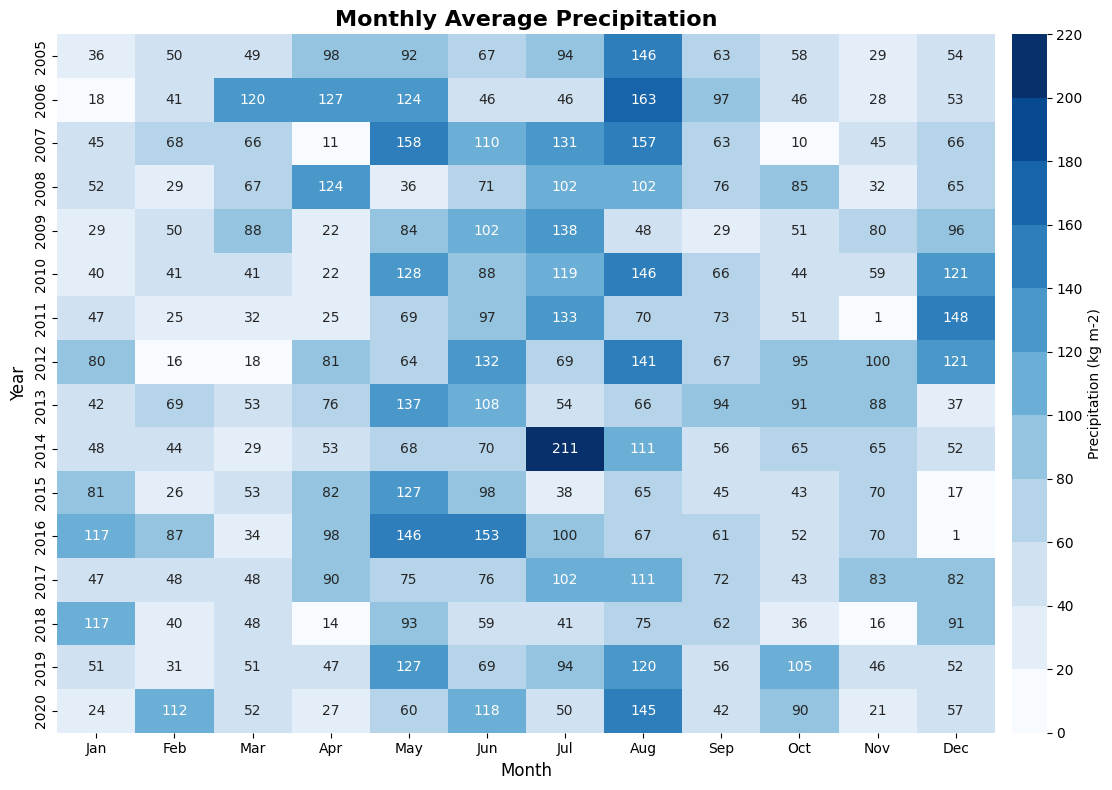 Monthly Average Precipitation
2005 36 50 49 98 92 67 94 146 63 58 29 54
2006 18 41 120 127 124 46 46 163 97 46 28 53
2007 45 68 66 11 158 110 131 157 63 10 45 66
2008 52 29 67 124 36 71 102 102 76 85 32 65
2009 29 50 88 22 84 102 138 48 29 51 80 96
2010 40 41 41 22 128 88 119 146 66 44 59 121
2011 47 25 32 25 69 97 133 70 73 51 1 148
2012 80 16 18 81 64 132 69 141 67 95 100 121
2013 42 69 53 76 137 108 54 66 94 91 88 37
2014 48 44 29 53 68 70 211 111 56 65 65 52
2015 81 26 53 82 127 98 38 65 45 43 70 17
2016 117 87 34 98 146 153 100 67 61 52 70 1
2017 47 48 48 90 75 76 102 111 72 43 83 82
2018 117 40 48 14 93 59 41 75 62 36 16 91
2019 51 31 51 47 127 69 94 120 56 105 46 52
2020 24 112 52 27 60 118 50 145 42 90 21 57
Jan Feb Mar Apr May Jun Jul Aug Sep Oct Nov Dec
Month
Year
220
200
180
160
140
120
100
80
60
40
20
0
Precipitation (kg m-2)